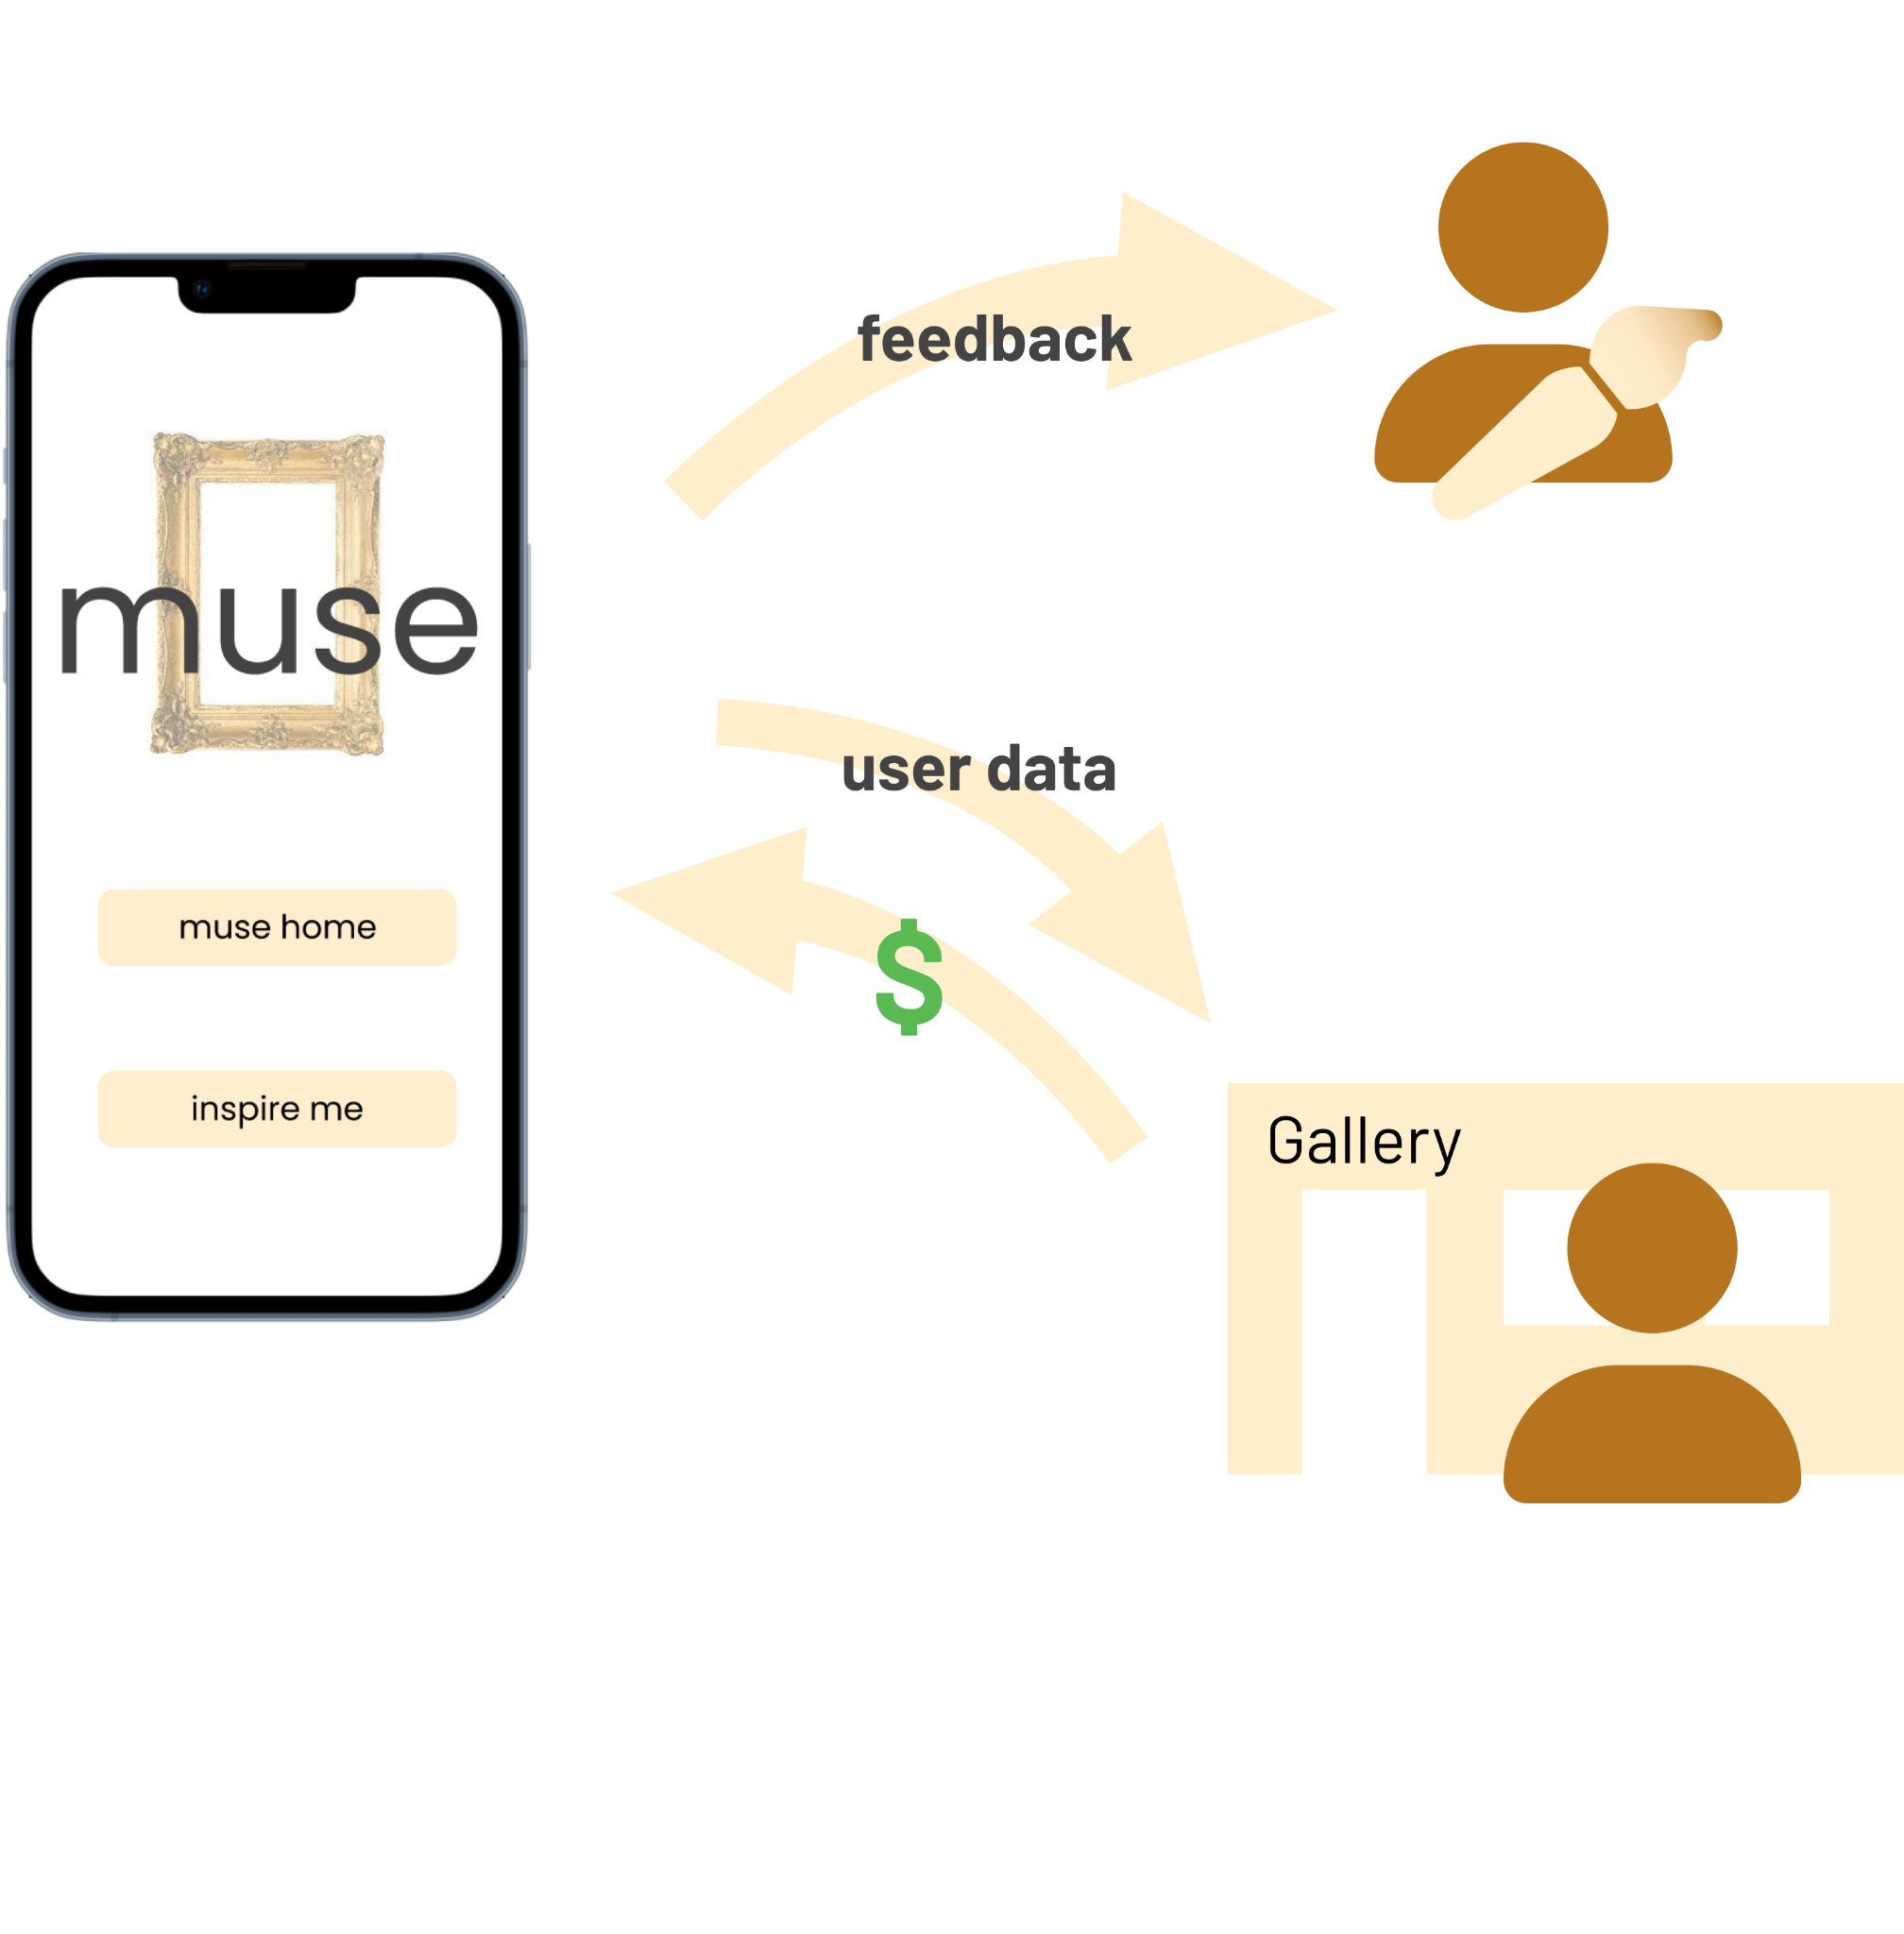 feedback
muse
user data
muse home
$
inspire me
Gallery